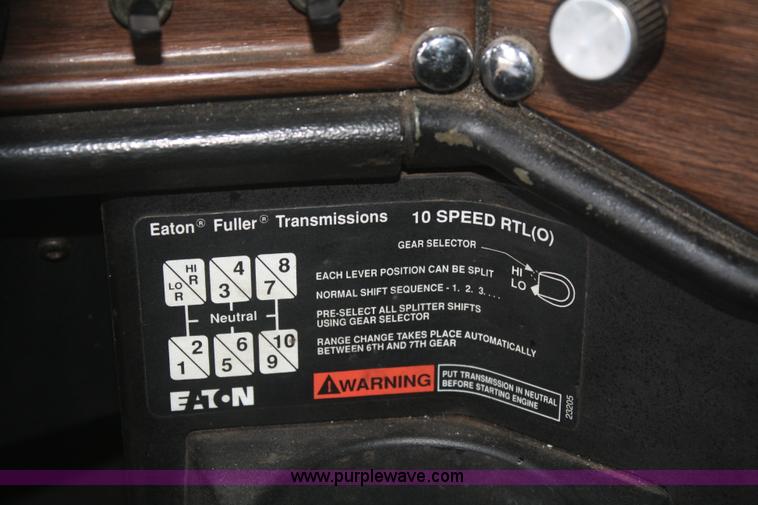 Eaton® Fuller® Transmissions 10 SPEED RTL(O)
GEAR SELECTOR
HI
LO
LO R HI R 3 4 7 8
Neutral
1 2 5 6 9 10
EACH LEVER POSITION CAN BE SPLIT
NORMAL SHIFT SEQUENCE - 1. 2. 3. . . .
PRE-SELECT ALL SPLITTER SHIFTS
USING GEAR SELECTOR
RANGE CHANGE TAKES PLACE AUTOMATICALLY
BETWEEN 6TH AND 7TH GEAR
EATON
WARNING
PUT TRANSMISSION IN NEUTRAL
BEFORE STARTING ENGINE
23205
www.purplewave.com